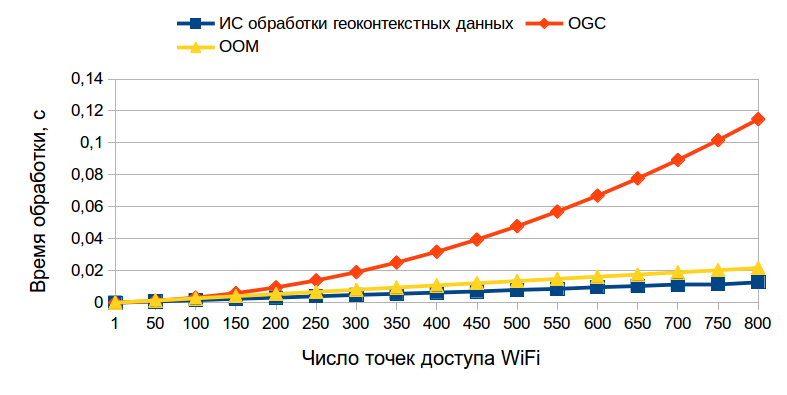 ИС обработки геоконтекстных данных OGC
OOM
0,14
0,12
0,1
0,08
0,06
0,04
0,02
0
Время обработки, с
1 50 100 150 200 250 300 350 400 450 500 550 600 650 700 750 800
Число точек доступа WiFi